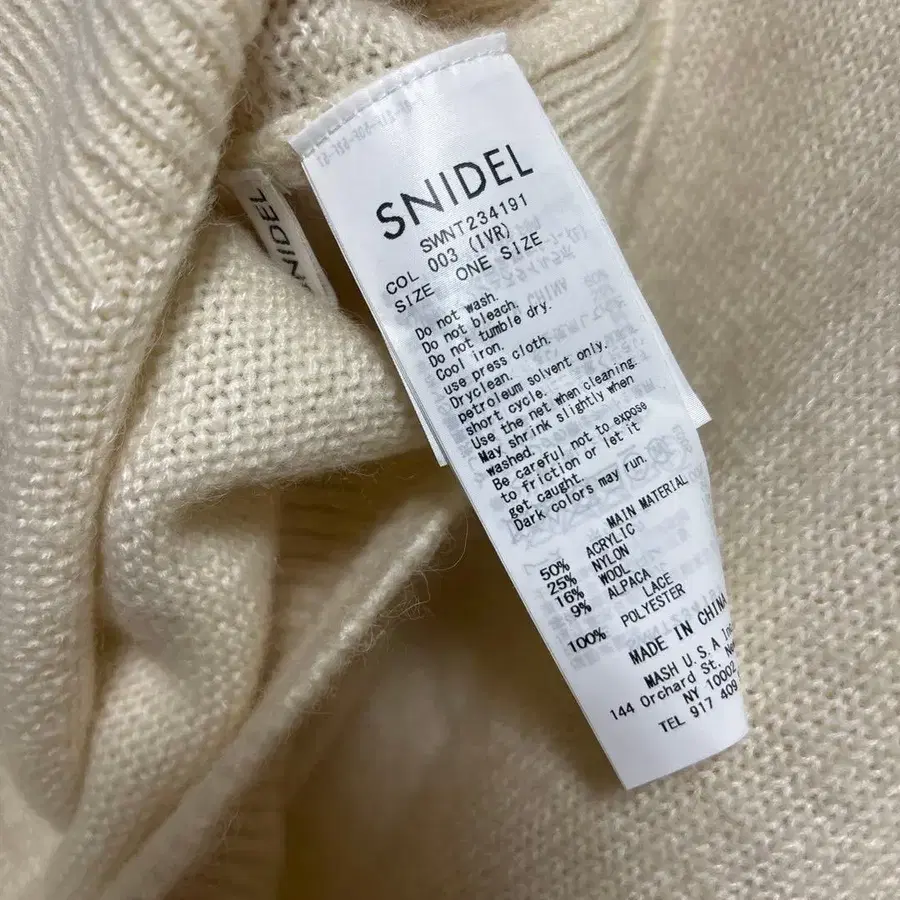 SNIDEL
SWNT234191
COL 003 (IVR)
SIZE ONE SIZE
Do not wash.
Do not bleach.
Do not tumble dry.
Cool iron.
use press cloth.
Dryclean.
petroleum solvent only.
short cycle.
Use the net when cleaning.
May shrink slightly when
washed.
Be careful not to expose
to friction or let it
get caught.
Dark colors may run.
MAIN MATERIAL
50% ACRYLIC
25% NYLON
16% WOOL
9% ALPACA
LACE
100% POLYESTER
MADE IN CHINA
MASH U.S.A
144 Orchard St.
NY 10002
TEL 917 409
SNIDEL